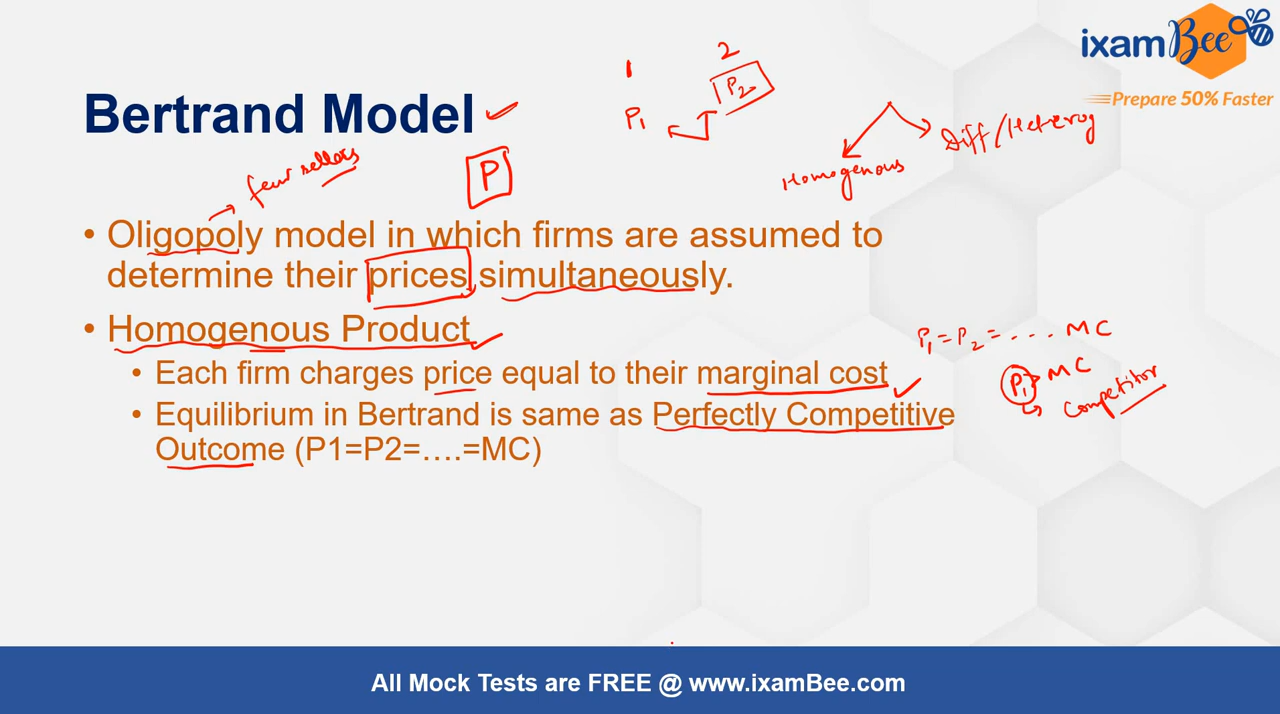 ixamBee
Prepare 50% Faster
1 2
P1 P2
Bertrand Model
few sellers
P
Homogenous
Diff/Heterog
• Oligopoly model in which firms are assumed to
determine their prices simultaneously.
• Homogenous Product
P1 = P2 = .... MC
• Each firm charges price equal to their marginal cost
P1 > MC
Competitor
• Equilibrium in Bertrand is same as Perfectly Competitive
Outcome (P1=P2=….=MC)
All Mock Tests are FREE @ www.ixamBee.com